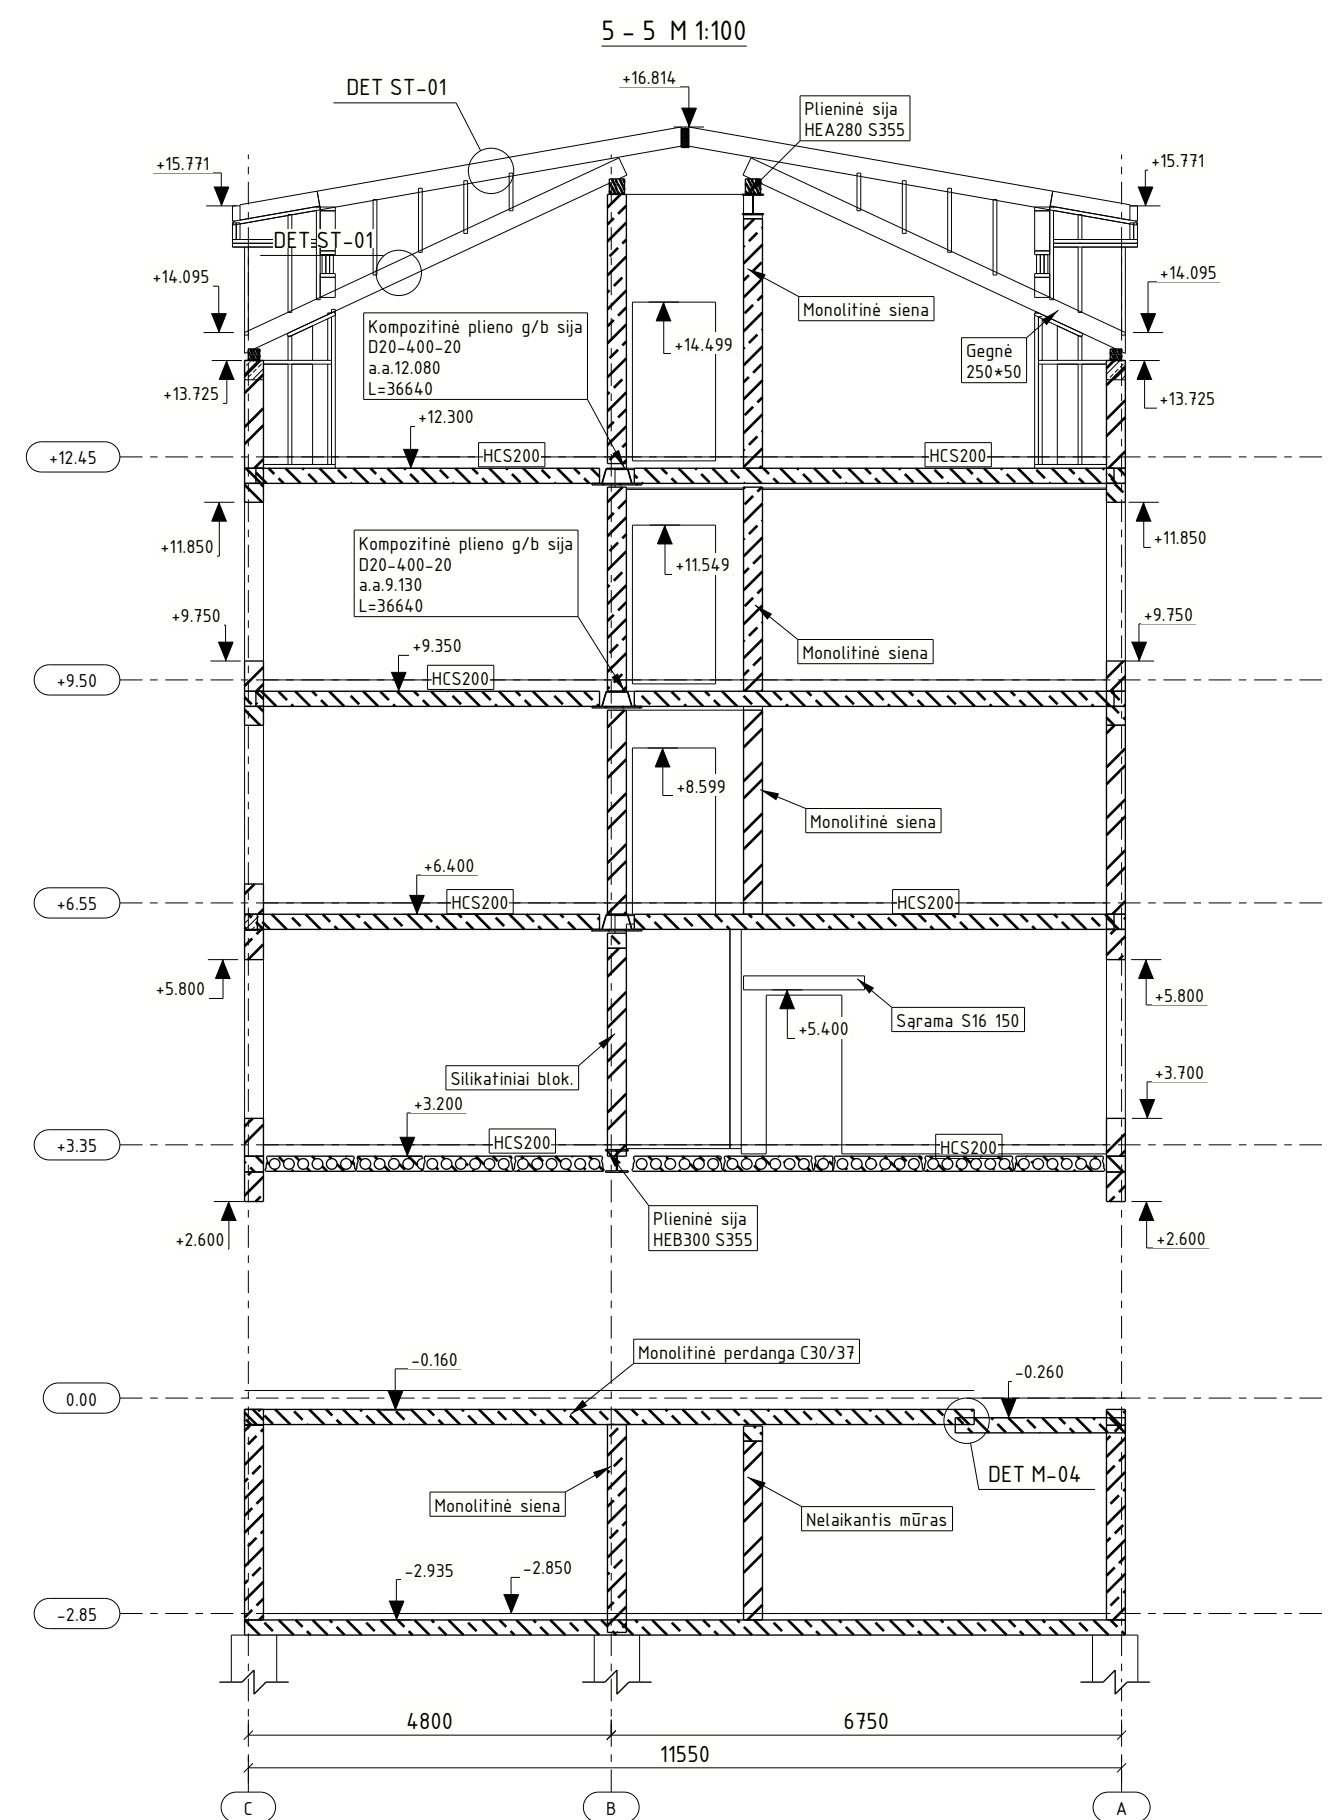 5 - 5 M 1:100
+16.814
DET ST-01
Plieninė sija
HEA280 S355
+15.771
+15.771
DET ST-01
+14.095
+14.095
Monolitinė siena
Kompozitinė plieno g/b sija
D20-400-20
a.a.12.080
L=36640
+14.499
Gegnė
250*50
+13.725
+13.725
+12.300
+12.45
HCS200
HCS200
+11.850
+11.850
Kompozitinė plieno g/b sija
D20-400-20
a.a.9.130
L=36640
+11.549
+9.750
+9.750
+9.350
Monolitinė siena
+9.50
HCS200
+8.599
Monolitinė siena
+6.400
+6.55
HCS200
HCS200
+5.800
+5.800
Sąrama S16 150
+5.400
Silikatiniai blok.
+3.700
+3.200
+3.35
HCS200
HCS200
+2.600
+2.600
Plieninė sija
HEB300 S355
Monolitinė perdanga C30/37
-0.160
-0.260
0.00
DET M-04
Monolitinė siena
Nelaikantis mūras
-2.935
-2.850
-2.85
4800
6750
11550
C
B
A